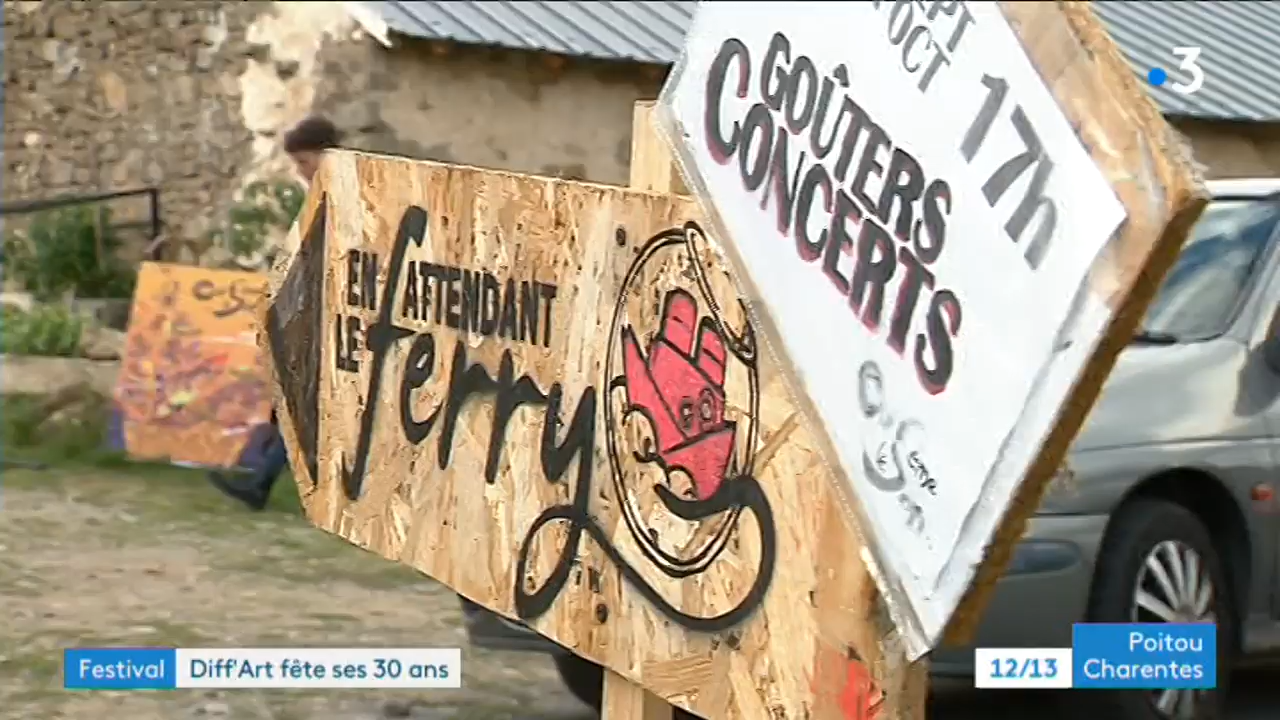 OCT
17h
GOÛTERS
CONCERTS
EN ATTENDANT
LE ferry
3
Festival
Diff'Art fête ses 30 ans
12/13
Poitou
Charentes